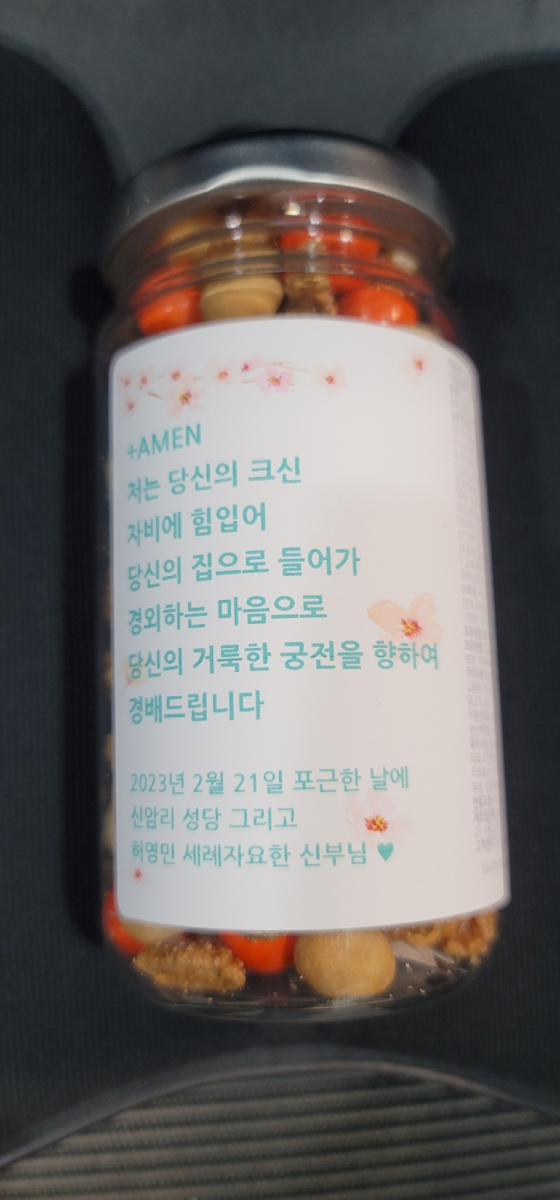 +AMEN
저는 당신의 크신
자비에 힘입어
당신의 집으로 들어가
경외하는 마음으로
당신의 거룩한 궁전을 향하여
경배드립니다
2023년 2월 21일 포근한 날에
신암리 성당 그리고
허영민 세례자요한 신부님 ♥